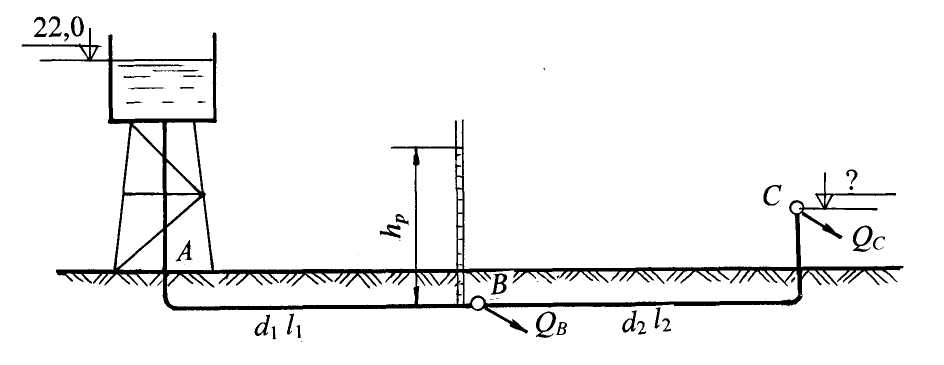 22,0
h_p
A
B
C
?
Q_C
d_1 l_1
Q_B
d_2 l_2